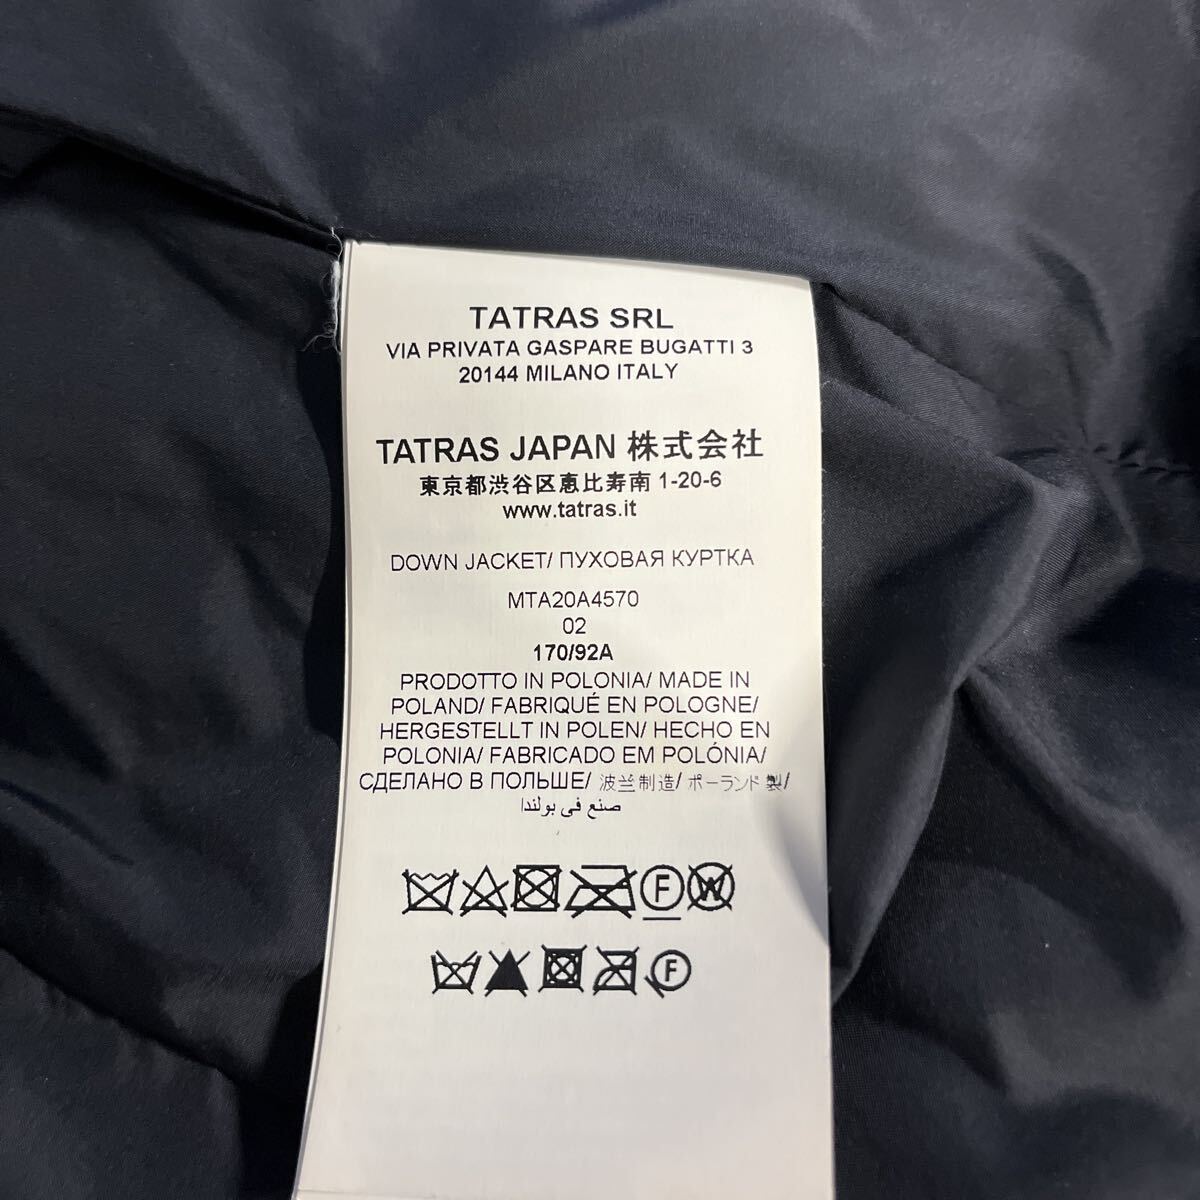 TATRAS SRL
VIA PRIVATA GASPARE BUGATTI 3
20144 MILANO ITALY
TATRAS JAPAN 株式会社
東京都渋谷区恵比寿南 1-20-6
www.tatras.it
DOWN JACKET/ ПУХОВАЯ КУРТКА
MTA20A4570
02
170/92A
PRODOTTO IN POLONIA/ MADE IN
POLAND/ FABRIQUÉ EN POLOGNE/
HERGESTELLT IN POLEN/ HECHO EN
POLONIA/ FABRICADO EM POLÓNIA/
СДЕЛАНО В ПОЛЬШЕ/ 波兰制造/ ポーランド製/
صنع في بولندا
F W
F